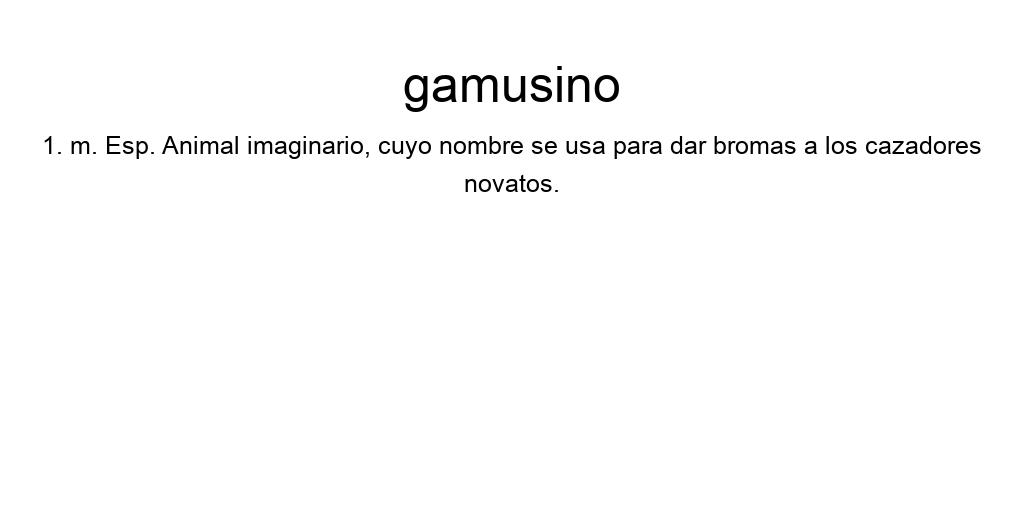 gamusino
1. m. Esp. Animal imaginario, cuyo nombre se usa para dar bromas a los cazadores
novatos.